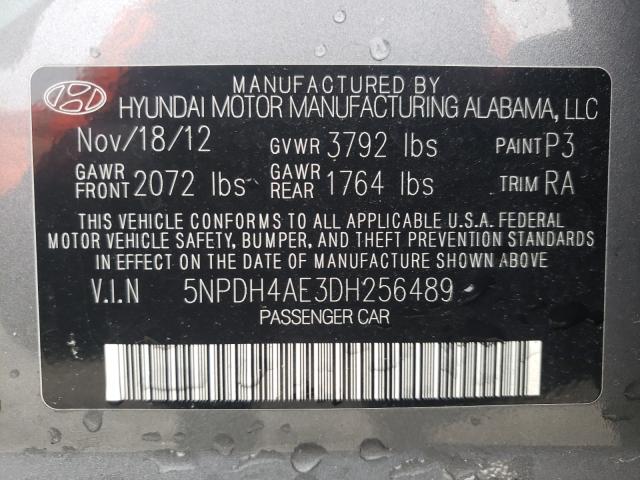 MANUFACTURED BY
HYUNDAI MOTOR MANUFACTURING ALABAMA, LLC
Nov/18/12 GVWR 3792 lbs PAINT P3
GAWR FRONT 2072 lbs GAWR REAR 1764 lbs TRIM RA
THIS VEHICLE CONFORMS TO ALL APPLICABLE U.S.A. FEDERAL
MOTOR VEHICLE SAFETY, BUMPER, AND THEFT PREVENTION STANDARDS
IN EFFECT ON THE DATE OF MANUFACTURE SHOWN ABOVE.
V.I.N 5NPDH4AE3DH256489
PASSENGER CAR